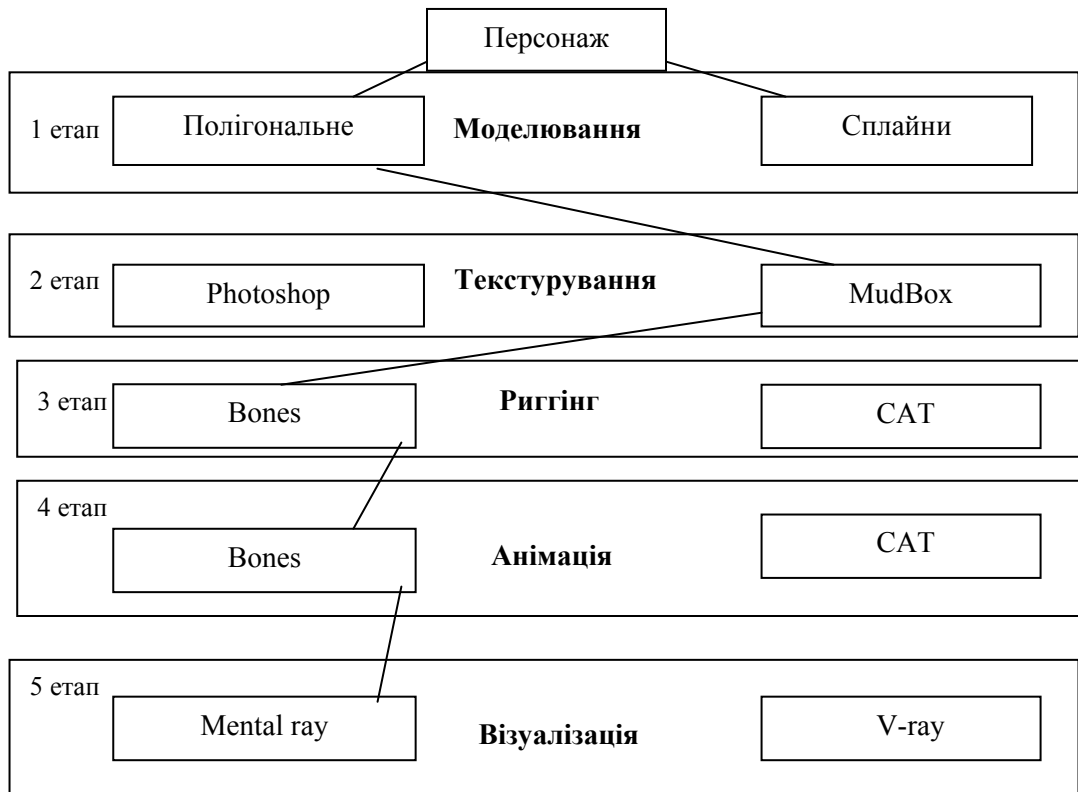 Персонаж
1 етап
Полігональне
Моделювання
Сплайни
2 етап
Photoshop
Текстурування
MudBox
3 етап
Bones
Риггінг
CAT
4 етап
Bones
Анімація
CAT
5 етап
Mental ray
Візуалізація
V-ray